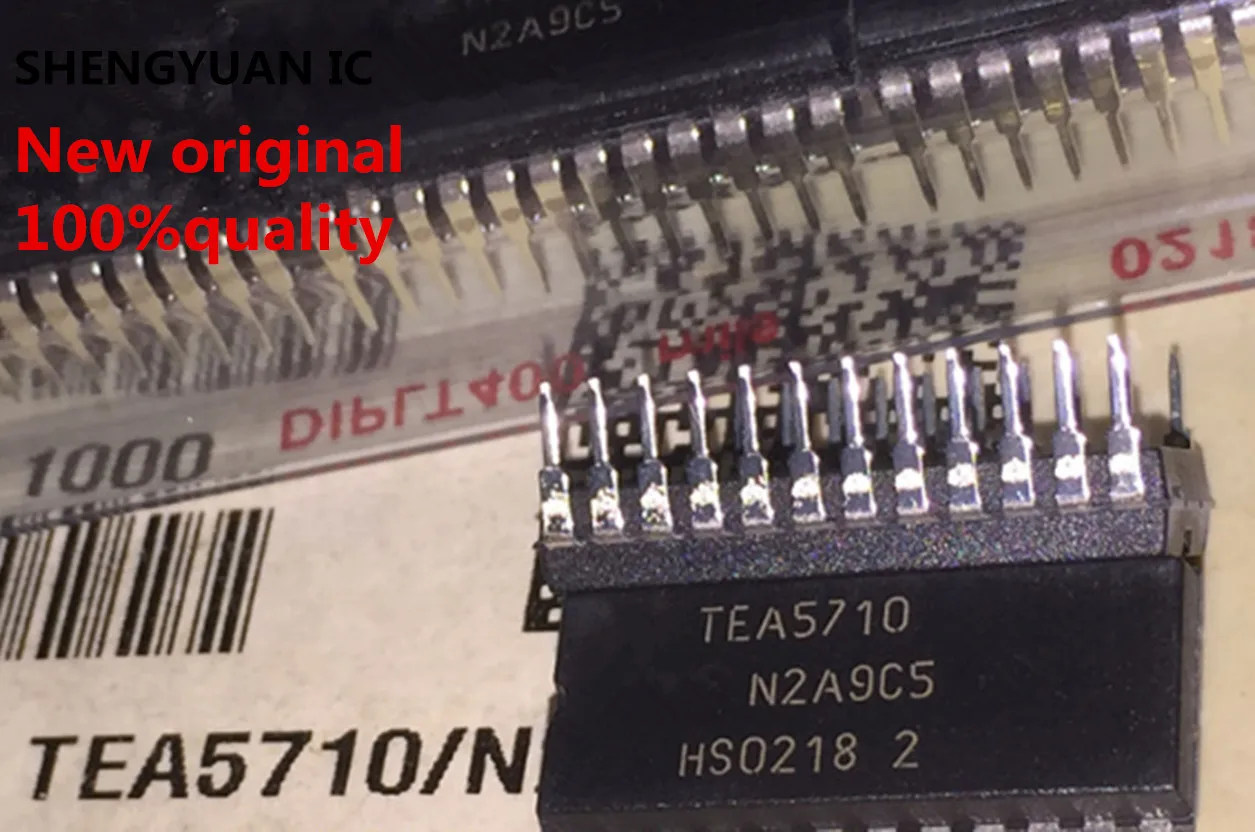 N2A9C5
SHENGYUAN IC
New original
100%quality
DIPLT400
1000
TEA5710
N2A9C5
HS0218 2
TEA5710/N